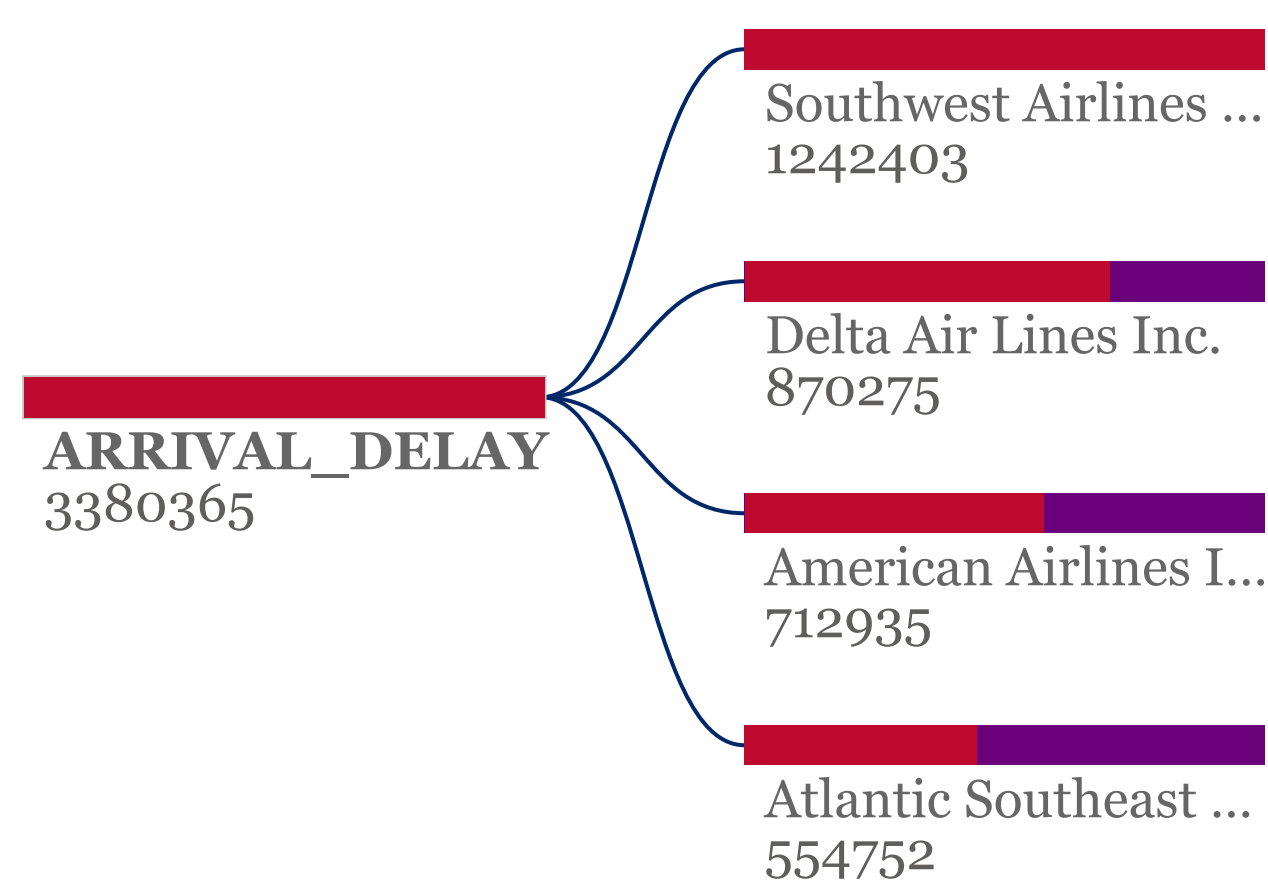 Southwest Airlines ...
1242403
Delta Air Lines Inc.
870275
ARRIVAL_DELAY
3380365
American Airlines I...
712935
Atlantic Southeast ...
554752